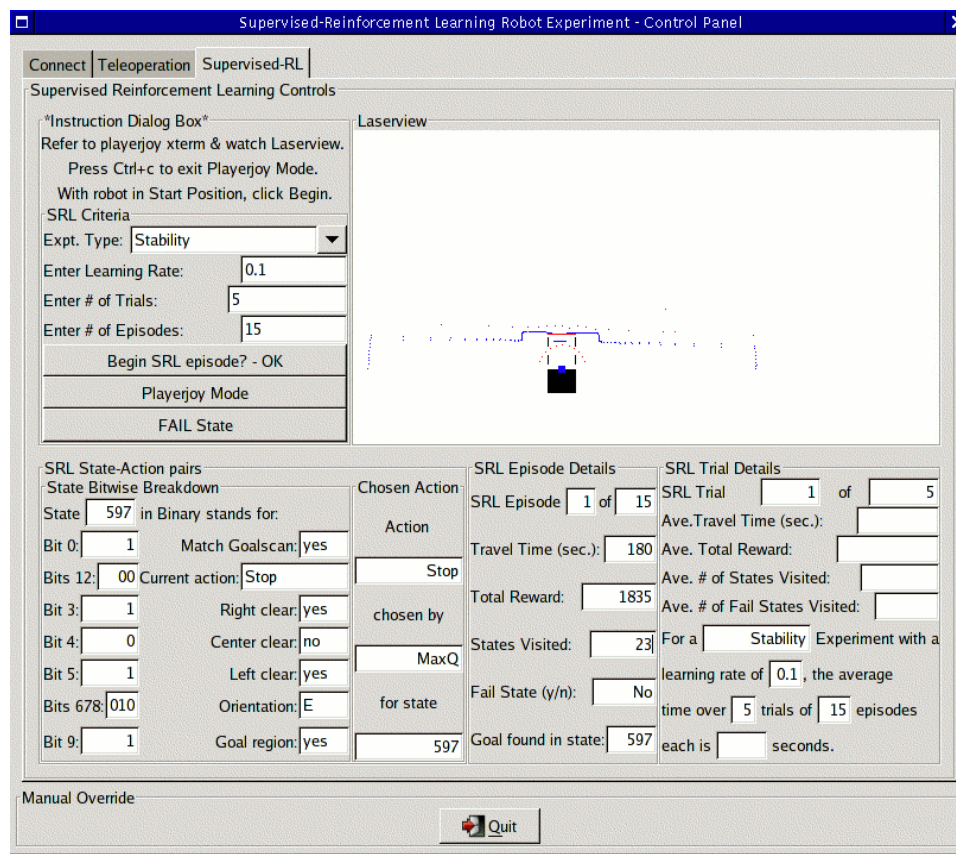 Supervised-Reinforcement Learning Robot Experiment - Control Panel
Connect Teleoperation Supervised-RL
Supervised Reinforcement Learning Controls
*Instruction Dialog Box*
Refer to playerjoy xterm & watch Laserview.
Press Ctrl+c to exit Playerjoy Mode.
With robot in Start Position, click Begin.
SRL Criteria
Expt. Type: Stability
Enter Learning Rate: 0.1
Enter # of Trials: 5
Enter # of Episodes: 15
Begin SRL episode? - OK
Playerjoy Mode
FAIL State
Laserview
SRL State-Action pairs
State Bitwise Breakdown
State 597 in Binary stands for:
Bit 0: 1 Match Goalscan: yes
Bits 12: 00 Current action: Stop
Bit 3: 1 Right clear: yes
Bit 4: 0 Center clear: no
Bit 5: 1 Left clear: yes
Bits 678: 010 Orientation: E
Bit 9: 1 Goal region: yes
Chosen Action
Action
Stop
chosen by
MaxQ
for state
597
SRL Episode Details
SRL Episode 1 of 15
Travel Time (sec.): 180
Total Reward: 1835
States Visited: 23
Fail State (y/n): No
Goal found in state: 597
SRL Trial Details
SRL Trial 1 of 5
Ave.Travel Time (sec.):
Ave. Total Reward:
Ave. # of States Visited:
Ave. # of Fail States Visited:
For a Stability Experiment with a
learning rate of 0.1 , the average
time over 5 trials of 15 episodes
each is seconds.
Manual Override
Quit